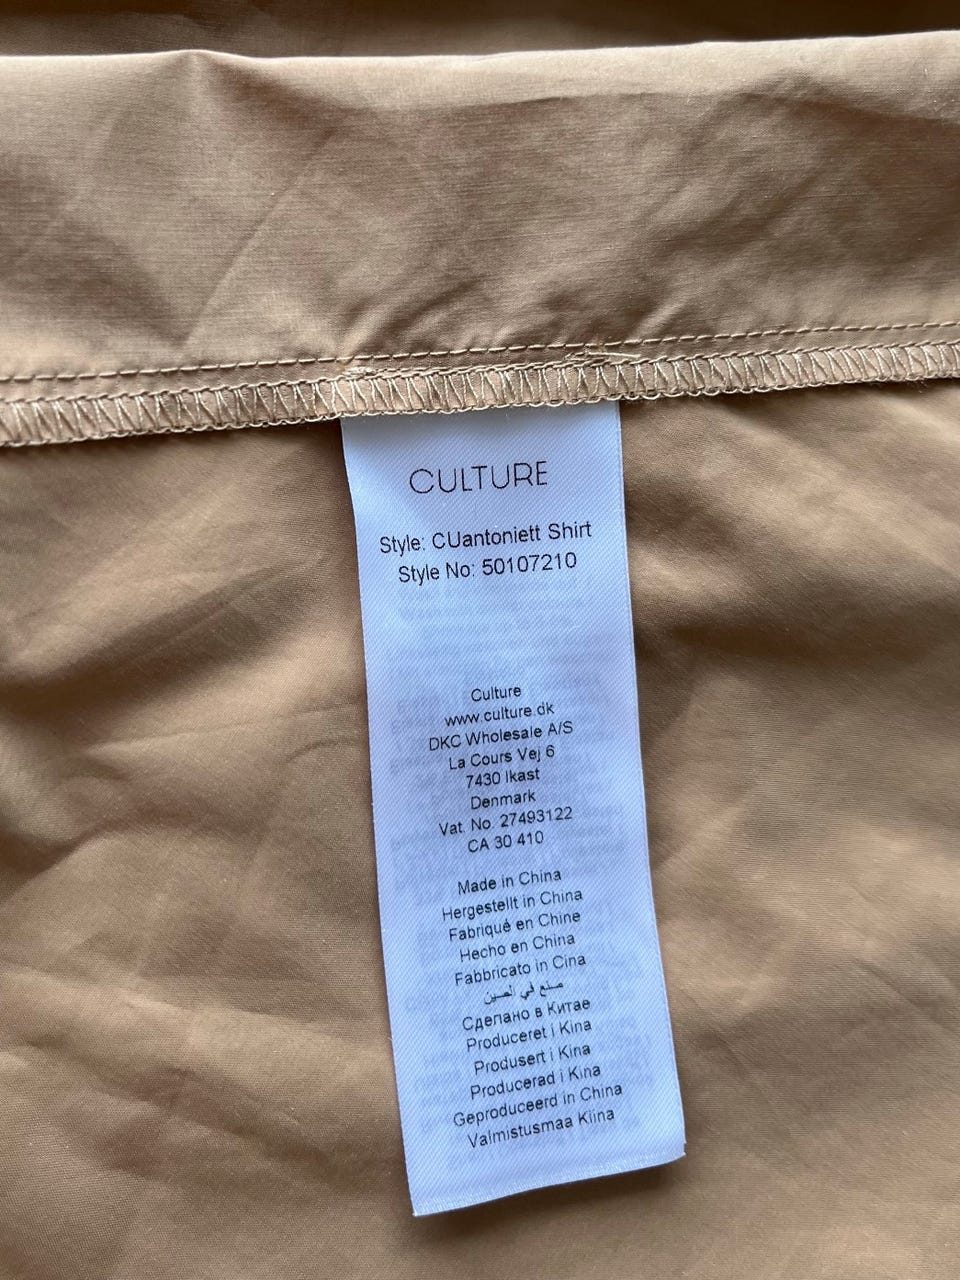 CULTURE
Style: CUantoniett Shirt
Style No: 50107210
Culture
www.culture.dk
DKC Wholesale A/S
La Cours Vej 6
7430 Ikast
Denmark
Vat. No. 27493122
CA 30 410
Made in China
Hergestellt in China
Fabriqué en Chine
Hecho en China
Fabbricato in Cina
صنع في الصين
Сделано в Китае
Produceret i Kina
Produsert i Kina
Producerad i Kina
Geproduceerd in China
Valmistusmaa Kiina